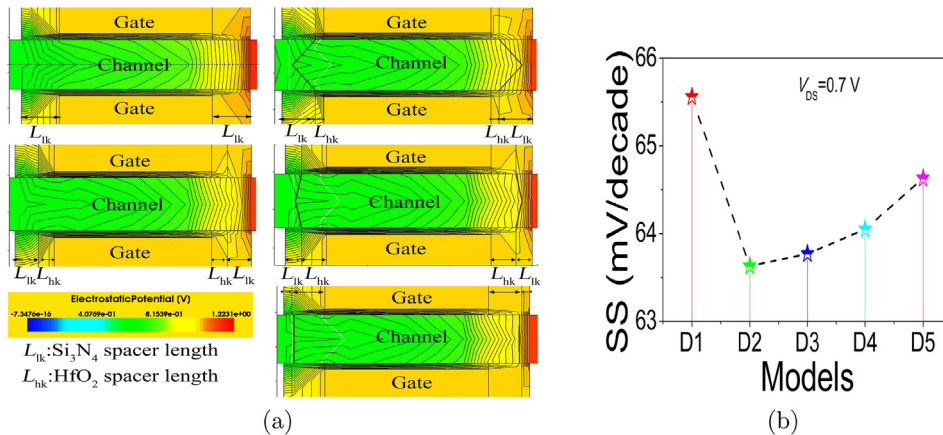 Gate
Channel
Gate
L_lk L_lk
Gate
Channel
Gate
L_lk L_hk L_hk L_lk
Gate
Channel
Gate
L_lk L_hk L_hk L_lk
Gate
Channel
Gate
L_lk L_hk L_hk L_lk
ElectrostaticPotential (V)
-7.3476e-16 4.0769e-01 8.1539e-01 1.2231e+00
L_lk:Si₃N₄ spacer length
L_hk:HfO₂ spacer length
Gate
Channel
Gate
(a)
SS (mV/decade)
66
65
64
63
V_DS=0.7 V
D1 D2 D3 D4 D5
Models
(b)